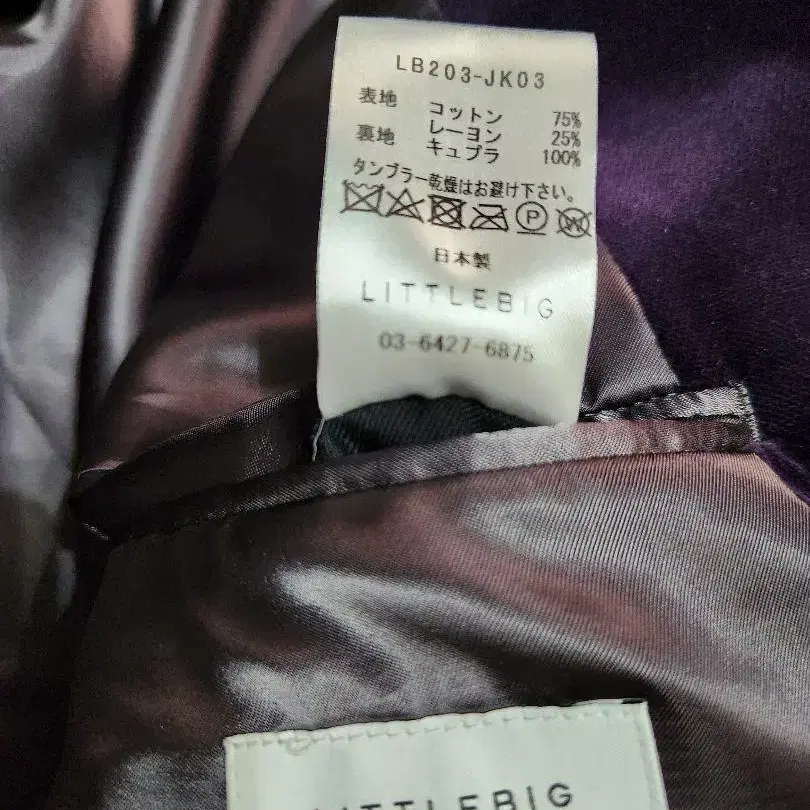 LB203-JK03
表地 コットン 75%
レーヨン 25%
裏地 キュプラ 100%
タンブラー乾燥はお避け下さい。
P W
日本製
LITTLEBIG
03-6427-6875
LITTLEBIG